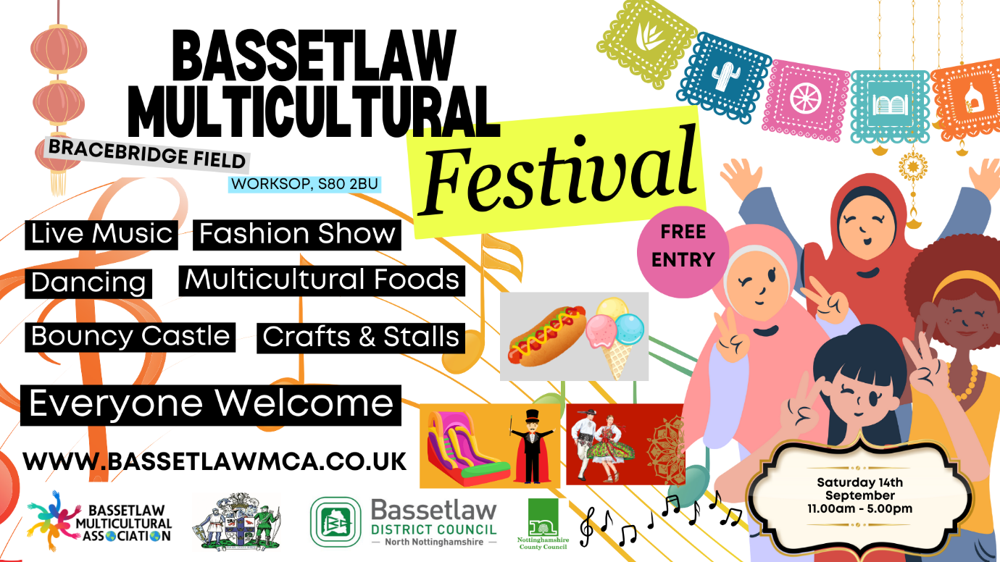 BASSETLAW
MULTICULTURAL
Festival
BRACEBRIDGE FIELD
WORKSOP, S80 2BU
FREE
ENTRY
Live Music
Fashion Show
Dancing
Multicultural Foods
Bouncy Castle
Crafts & Stalls
Everyone Welcome
WWW.BASSETLAWMCA.CO.UK
Saturday 14th
September
11.00am - 5.00pm
BASSETLAW
MULTICULTURAL
ASSOCIATION
Bassetlaw
DISTRICT COUNCIL
North Nottinghamshire
Nottinghamshire
County Council